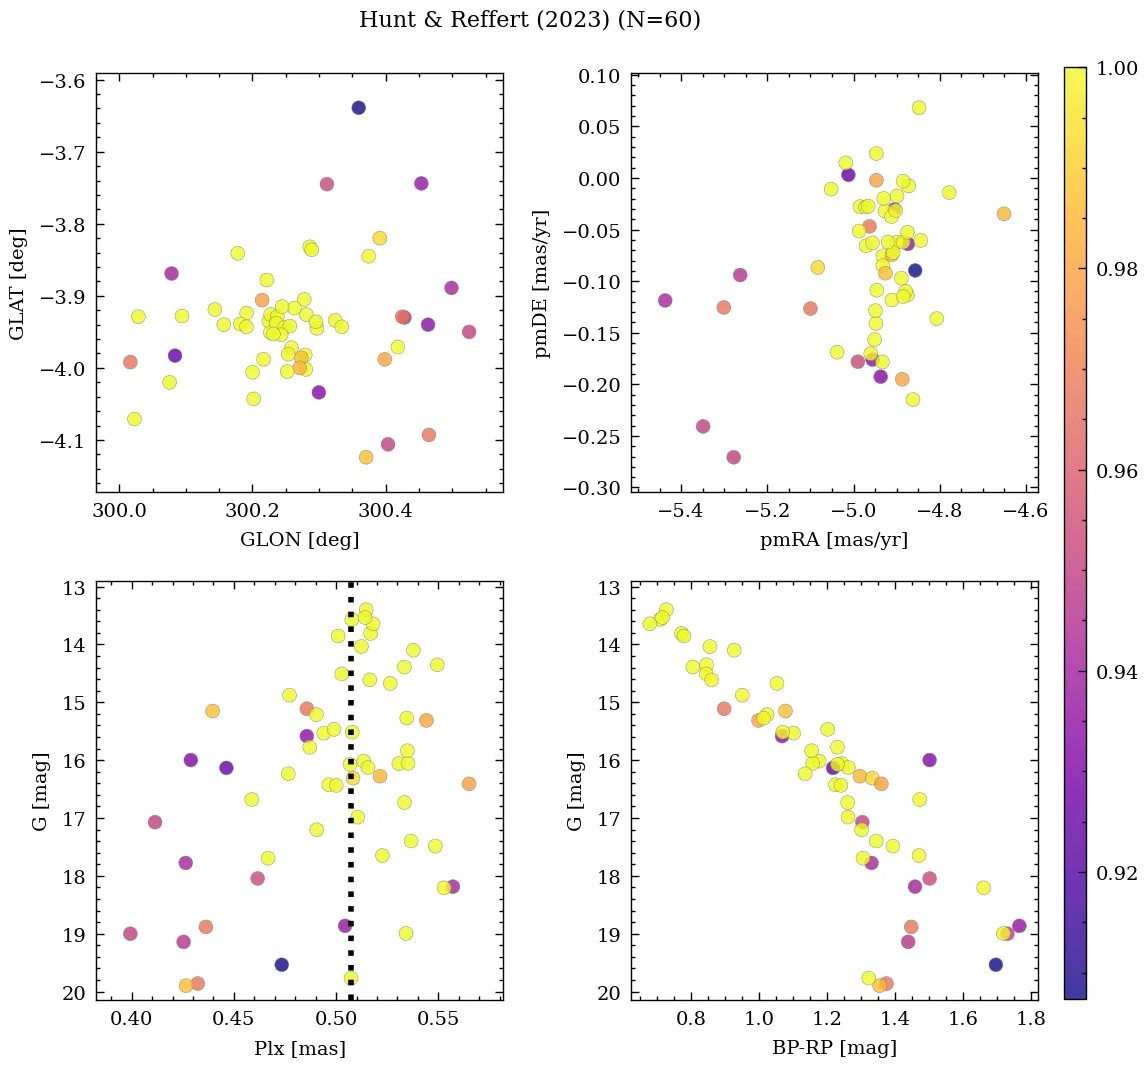 Hunt & Reffert (2023) (N=60)
−3.6
−3.7
−3.8
−3.9
−4.0
−4.1
GLAT [deg]
300.0 300.2 300.4
GLON [deg]
0.10
0.05
0.00
−0.05
−0.10
−0.15
−0.20
−0.25
−0.30
pmDE [mas/yr]
−5.4 −5.2 −5.0 −4.8 −4.6
pmRA [mas/yr]
1.00
0.98
0.96
0.94
0.92
13
14
15
16
17
18
19
20
G [mag]
0.40 0.45 0.50 0.55
Plx [mas]
13
14
15
16
17
18
19
20
G [mag]
0.8 1.0 1.2 1.4 1.6 1.8
BP-RP [mag]